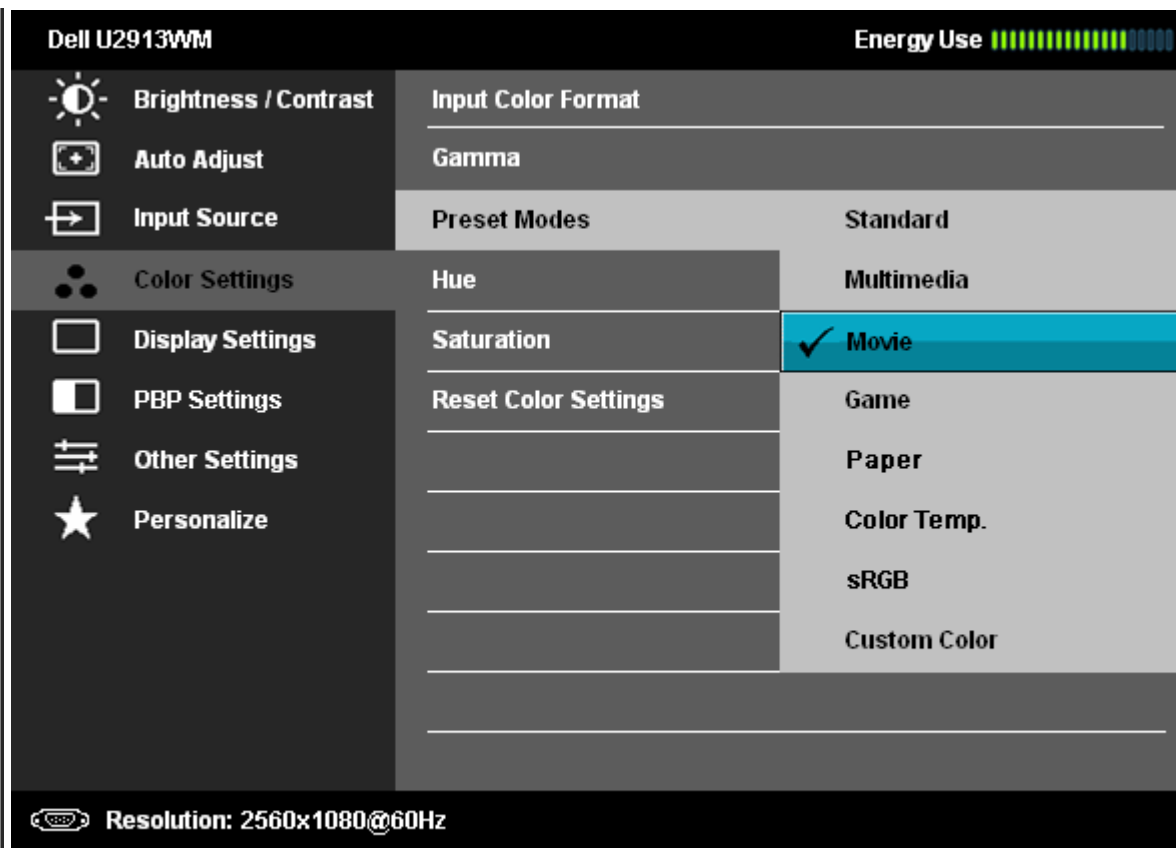 Dell U2913WM Energy Use
Brightness / Contrast Input Color Format
Auto Adjust Gamma
Input Source Preset Modes Standard
Color Settings Hue Multimedia
Display Settings Saturation Movie
PBP Settings Reset Color Settings Game
Other Settings Paper
Personalize Color Temp.
sRGB
Custom Color
Resolution: 2560x1080@60Hz